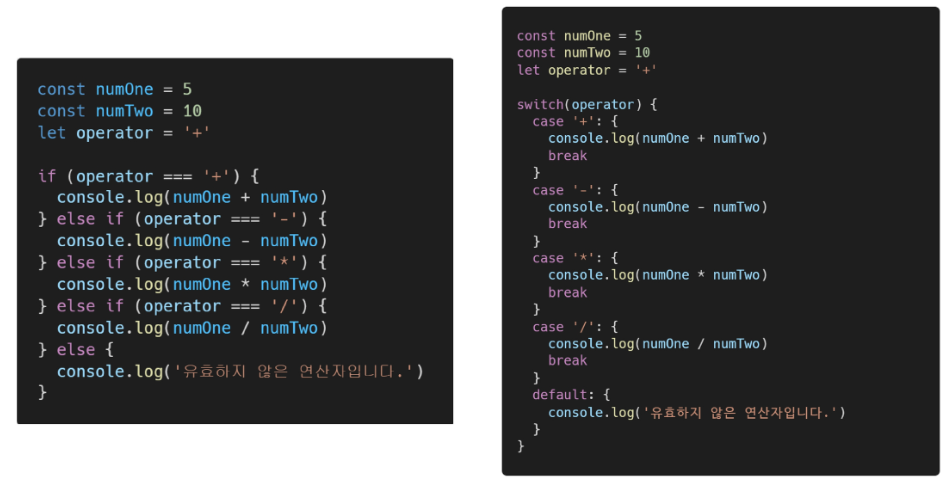 const numOne = 5
const numTwo = 10
let operator = '+'
if (operator === '+') {
  console.log(numOne + numTwo)
} else if (operator === '-') {
  console.log(numOne - numTwo)
} else if (operator === '*') {
  console.log(numOne * numTwo)
} else if (operator === '/') {
  console.log(numOne / numTwo)
} else {
  console.log('유효하지 않은 연산자입니다.')
}
const numOne = 5
const numTwo = 10
let operator = '+'
switch(operator) {
  case '+': {
    console.log(numOne + numTwo)
    break
  }
  case '-': {
    console.log(numOne - numTwo)
    break
  }
  case '*': {
    console.log(numOne * numTwo)
    break
  }
  case '/': {
    console.log(numOne / numTwo)
    break
  }
  default: {
    console.log('유효하지 않은 연산자입니다.')
  }
}